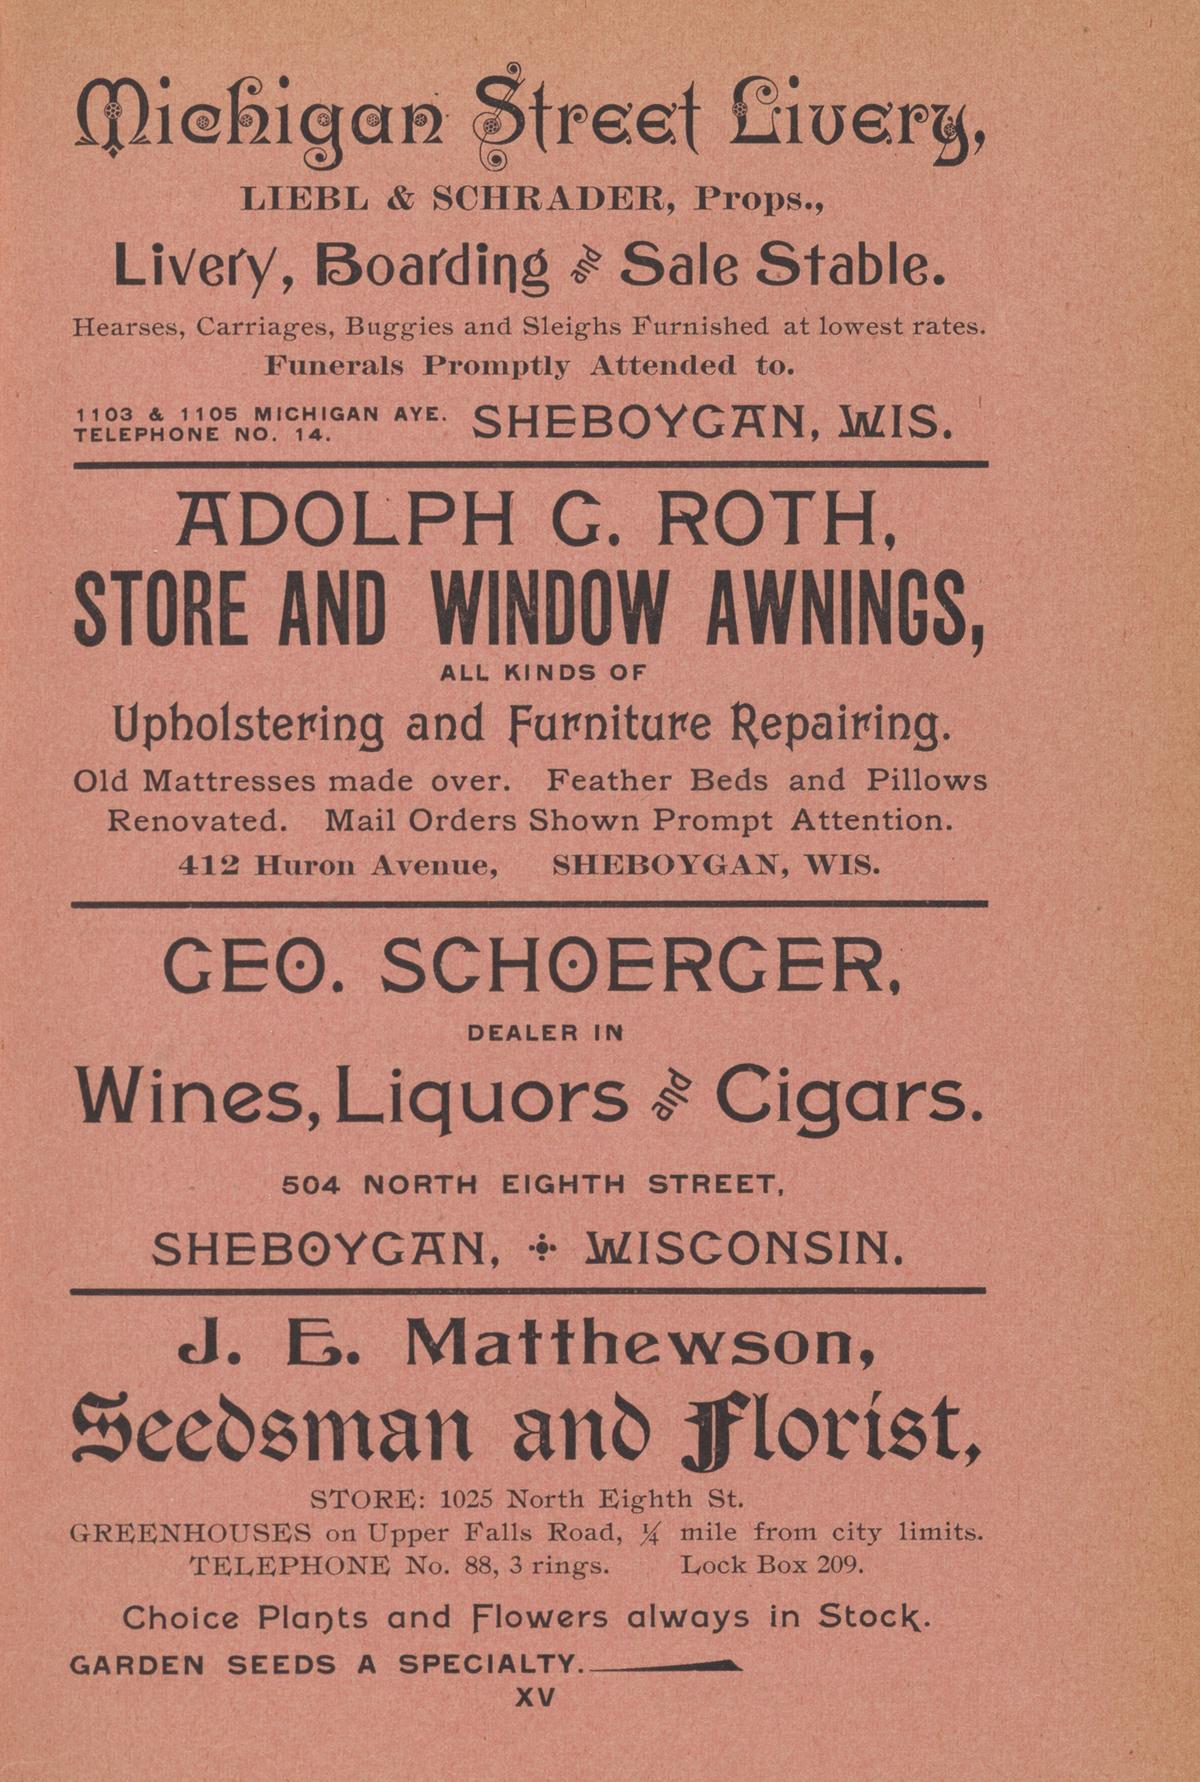 Michigan Street Livery,
LIEBL & SCHRADER, Props.,
Livery, Boarding and Sale Stable.
Hearses, Carriages, Buggies and Sleighs Furnished at lowest rates.
Funerals Promptly Attended to.
1103 & 1105 MICHIGAN AYE.
TELEPHONE NO. 14.
SHEBOYGAN, WIS.
ADOLPH G. ROTH,
STORE AND WINDOW AWNINGS,
ALL KINDS OF
Upholstering and Furniture Repairing.
Old Mattresses made over. Feather Beds and Pillows
Renovated. Mail Orders Shown Prompt Attention.
412 Huron Avenue, SHEBOYGAN, WIS.
GEO. SCHOERGER,
DEALER IN
Wines, Liquors and Cigars.
504 NORTH EIGHTH STREET,
SHEBOYGAN, WISCONSIN.
J. E. Matthewson,
Seedsman and Florist,
STORE: 1025 North Eighth St.
GREENHOUSES on Upper Falls Road, ¼ mile from city limits.
TELEPHONE No. 88, 3 rings. Lock Box 209.
Choice Plants and Flowers always in Stock.
GARDEN SEEDS A SPECIALTY.
XV